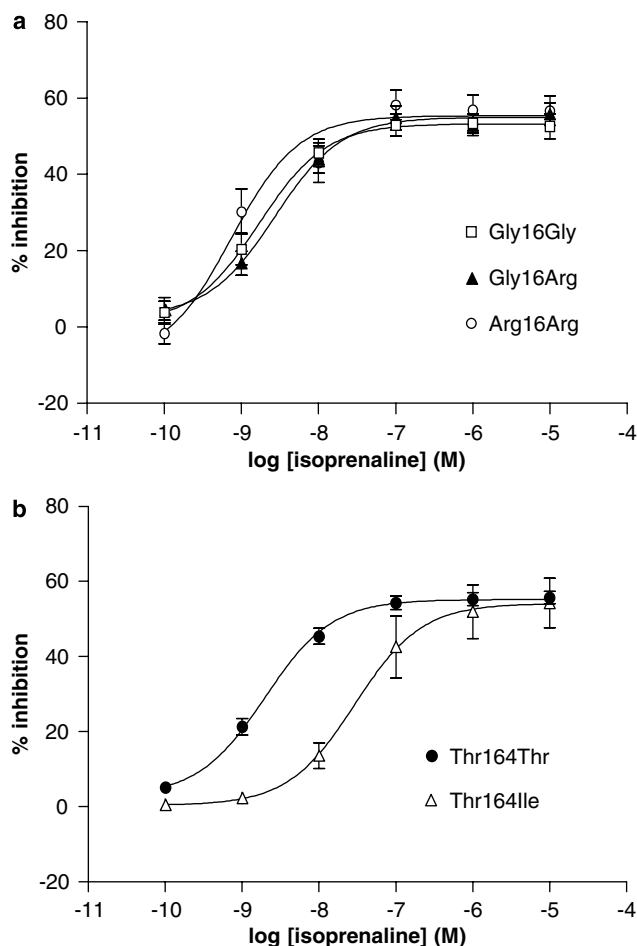 a
80
60
40
20
0
-20
% inhibition
Gly16Gly
Gly16Arg
Arg16Arg
-11 -10 -9 -8 -7 -6 -5 -4
log [isoprenaline] (M)
b
80
60
40
20
0
-20
% inhibition
Thr164Thr
Thr164Ile
-11 -10 -9 -8 -7 -6 -5 -4
log [isoprenaline] (M)